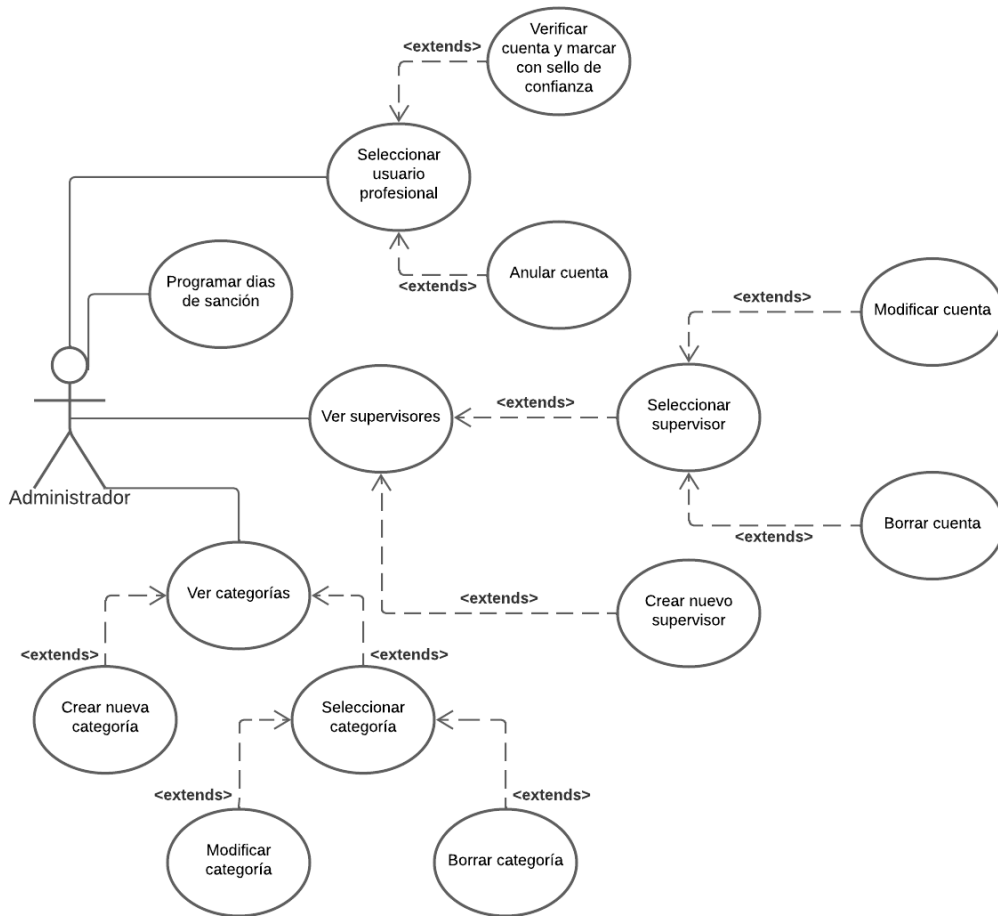 Verificar
cuenta y marcar
con sello de
confianza
<extends>
Seleccionar
usuario
profesional
Programar dias
de sanción
Anular cuenta
<extends>
<extends>
Modificar cuenta
Ver supervisores
<extends>
Seleccionar
supervisor
Administrador
Borrar cuenta
<extends>
Ver categorías
<extends>
Crear nuevo
supervisor
<extends>
<extends>
Crear nueva
categoría
Seleccionar
categoría
<extends>
<extends>
Modificar
categoría
Borrar categoría